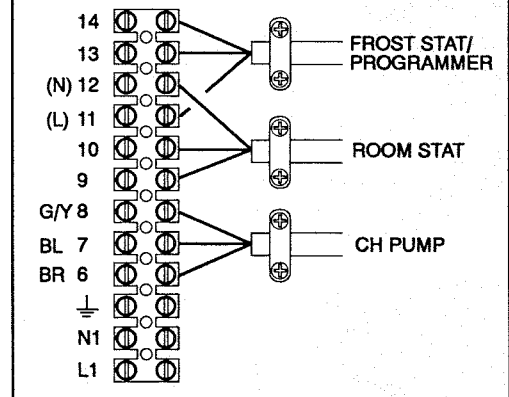 14
13
(N) 12
(L) 11
10
9
G/Y 8
BL 7
BR 6
N1
L1
FROST STAT/
PROGRAMMER
ROOM STAT
CH PUMP